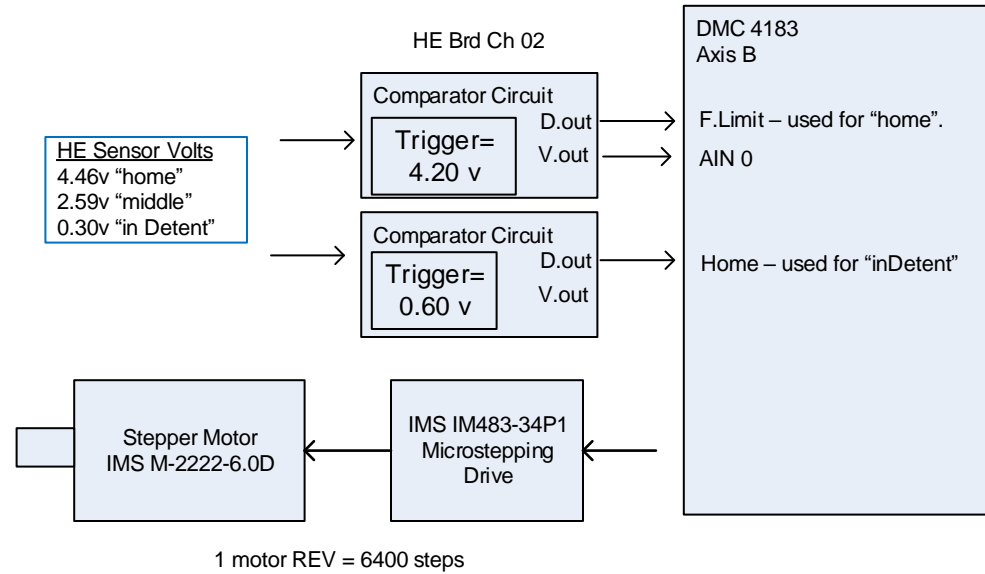 HE Brd Ch 02
DMC 4183
Axis B
Comparator Circuit
Trigger=
4.20 v
D.out
V.out
F.Limit – used for “home”.
AIN 0
HE Sensor Volts
4.46v “home”
2.59v “middle”
0.30v “in Detent”
Comparator Circuit
Trigger=
0.60 v
D.out
V.out
Home – used for “inDetent”
Stepper Motor
IMS M-2222-6.0D
IMS IM483-34P1
Microstepping
Drive
1 motor REV = 6400 steps